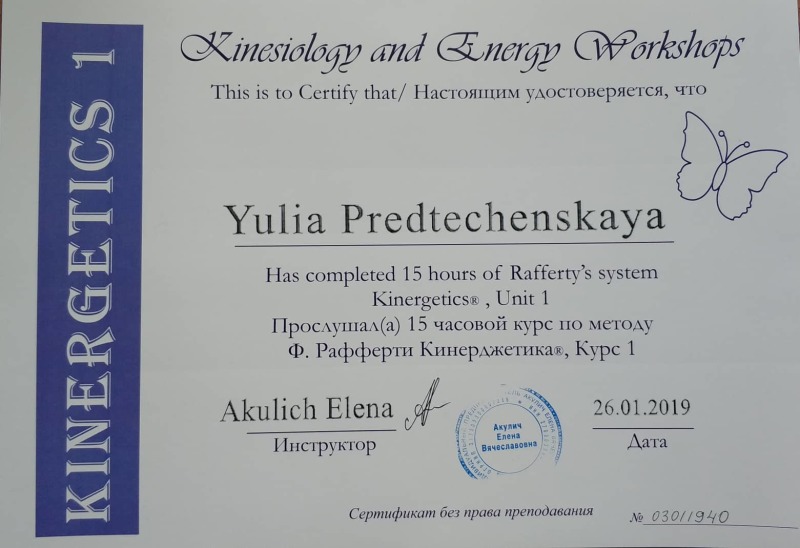 KINERGETICS 1
Kinesiology and Energy Workshops
This is to Certify that/ Настоящим удостоверяется, что
Yulia Predtechenskaya
Has completed 15 hours of Rafferty's system
Kinergetics® , Unit 1
Прослушал(а) 15 часовой курс по методу
Ф. Рафферти Кинерджетика®, Курс 1
Akulich Elena
Инструктор
Акулич
Елена
Вячеславовна
26.01.2019
Дата
Сертификат без права преподавания
№ 030/1940